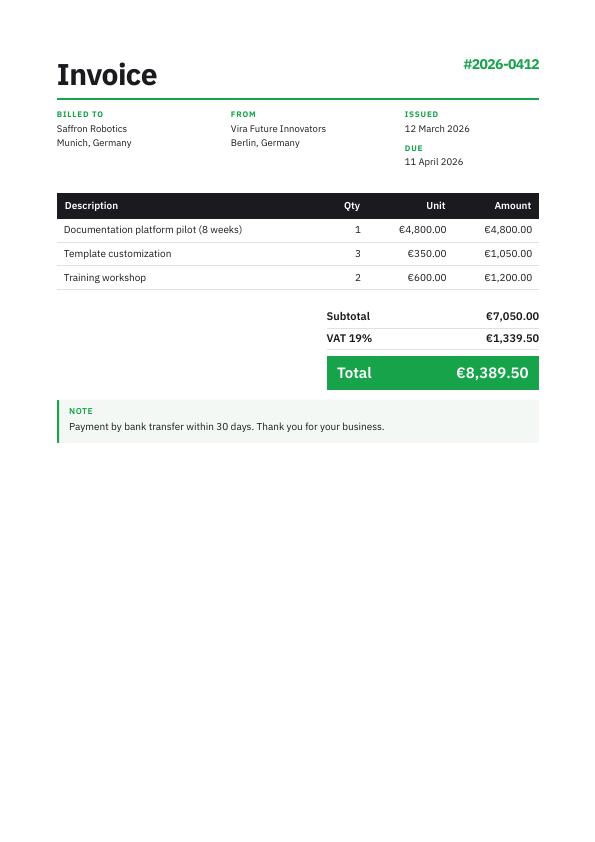 Invoice
#2026-0412
BILLED TO
Saffron Robotics
Munich, Germany
FROM
Vira Future Innovators
Berlin, Germany
ISSUED
12 March 2026
DUE
11 April 2026
Description Qty Unit Amount
Documentation platform pilot (8 weeks) 1 €4,800.00 €4,800.00
Template customization 3 €350.00 €1,050.00
Training workshop 2 €600.00 €1,200.00
Subtotal €7,050.00
VAT 19% €1,339.50
Total €8,389.50
NOTE
Payment by bank transfer within 30 days. Thank you for your business.